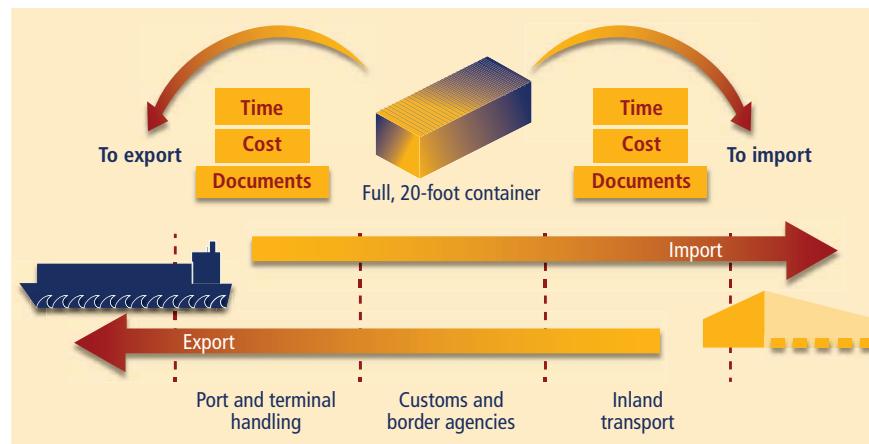 Time
Cost
Documents
To export
Full, 20-foot container
Time
Cost
Documents
To import
Import
Export
Port and terminal
handling
Customs and
border agencies
Inland
transport